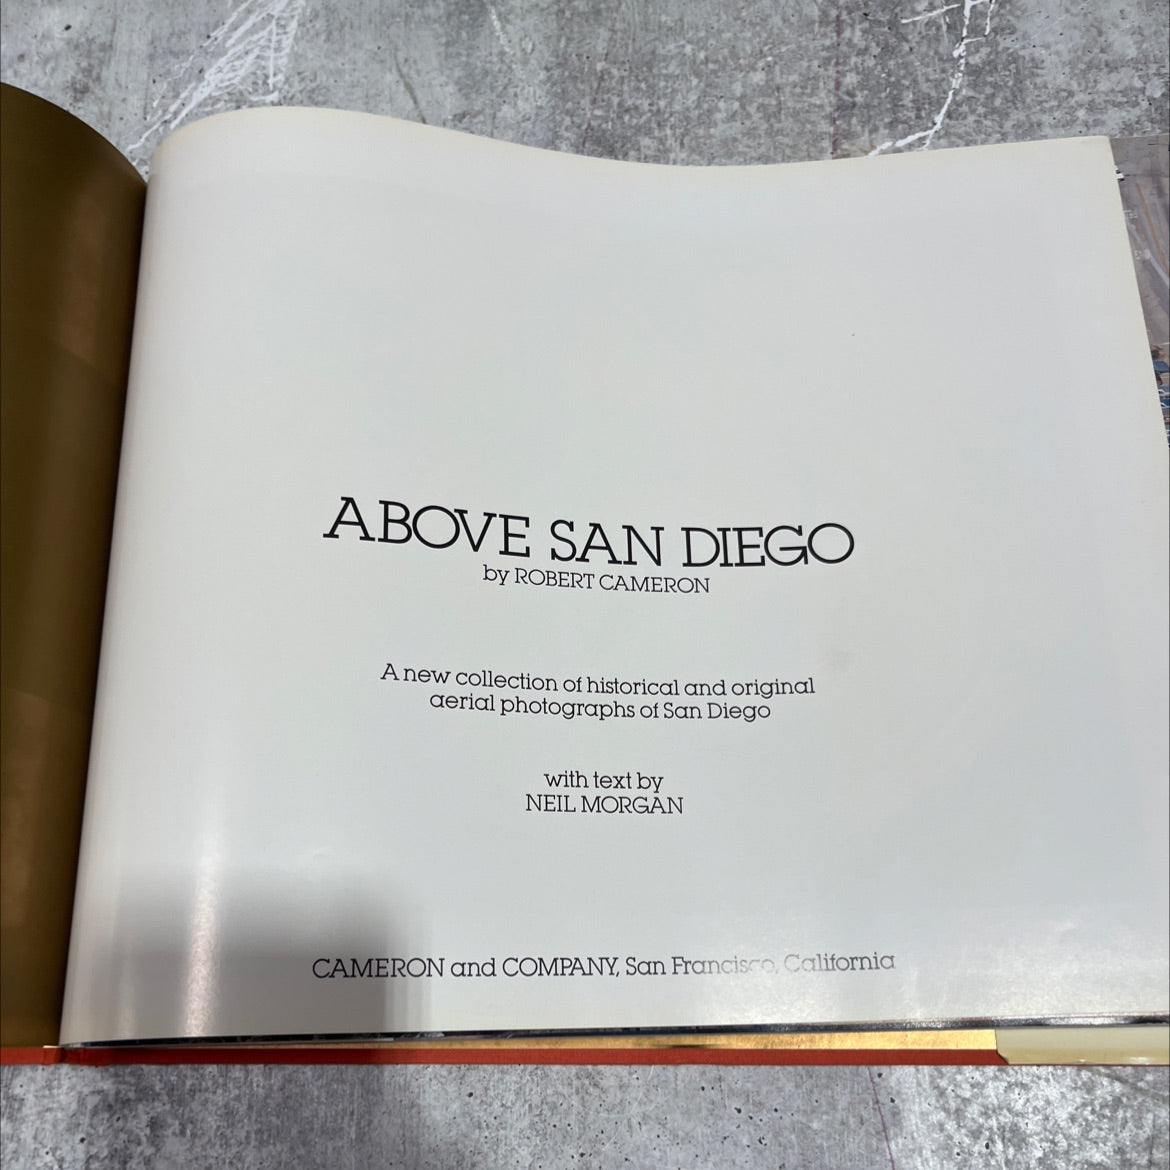 ABOVE SAN DIEGO
by ROBERT CAMERON
A new collection of historical and original
aerial photographs of San Diego
with text by
NEIL MORGAN
CAMERON and COMPANY, San Francisco, California